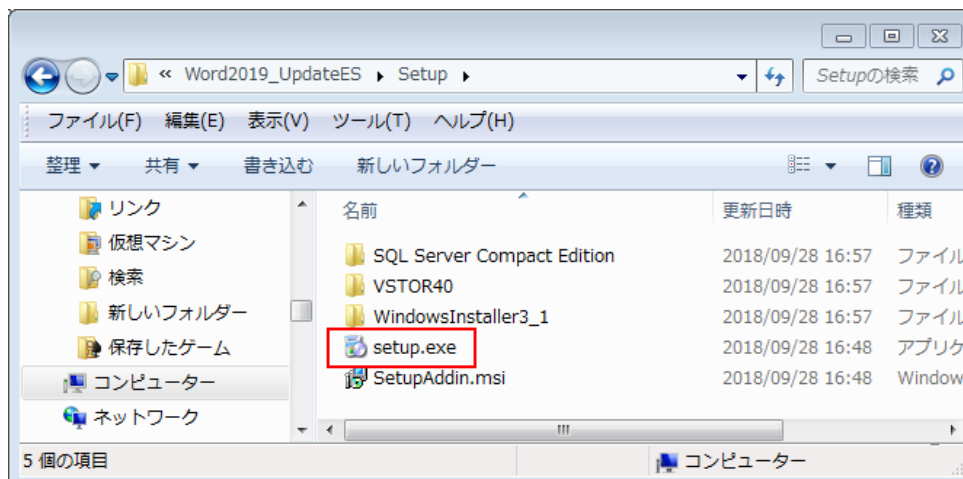 « Word2019_UpdateES ▸ Setup ▸ Setupの検索
ファイル(F) 編集(E) 表示(V) ツール(T) ヘルプ(H)
整理 ▼ 共有 ▼ 書き込む 新しいフォルダー
リンク
仮想マシン
検索
新しいフォルダー
保存したゲーム
コンピューター
ネットワーク
名前 更新日時 種類
SQL Server Compact Edition 2018/09/28 16:57 ファイル
VSTOR40 2018/09/28 16:57 ファイル
WindowsInstaller3_1 2018/09/28 16:57 ファイル
setup.exe 2018/09/28 16:48 アプリケ
SetupAddin.msi 2018/09/28 16:48 Window
5 個の項目 コンピューター